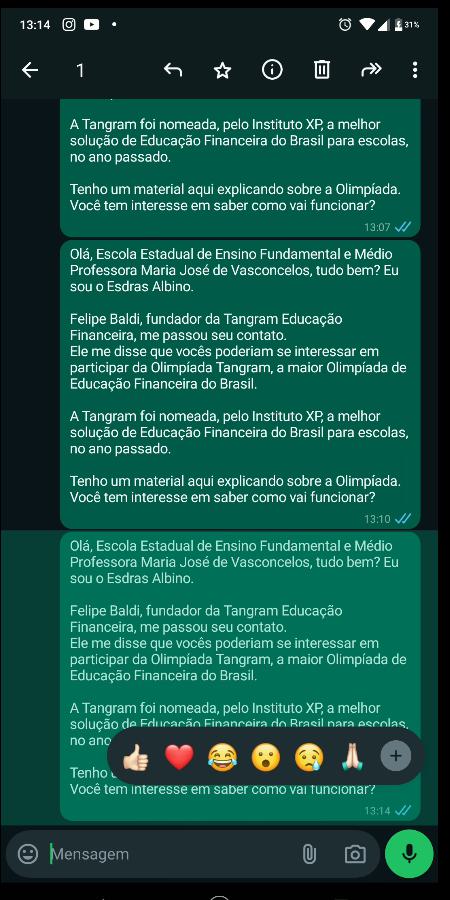 13:14
31%
1
A Tangram foi nomeada, pelo Instituto XP, a melhor
solução de Educação Financeira do Brasil para escolas,
no ano passado.
Tenho um material aqui explicando sobre a Olimpíada.
Você tem interesse em saber como vai funcionar?
13:07
Olá, Escola Estadual de Ensino Fundamental e Médio
Professora Maria José de Vasconcelos, tudo bem? Eu
sou o Esdras Albino.
Felipe Baldi, fundador da Tangram Educação
Financeira, me passou seu contato.
Ele me disse que vocês poderiam se interessar em
participar da Olimpíada Tangram, a maior Olimpíada de
Educação Financeira do Brasil.
A Tangram foi nomeada, pelo Instituto XP, a melhor
solução de Educação Financeira do Brasil para escolas,
no ano passado.
Tenho um material aqui explicando sobre a Olimpíada.
Você tem interesse em saber como vai funcionar?
13:10
Olá, Escola Estadual de Ensino Fundamental e Médio
Professora Maria José de Vasconcelos, tudo bem? Eu
sou o Esdras Albino.
Felipe Baldi, fundador da Tangram Educação
Financeira, me passou seu contato.
Ele me disse que vocês poderiam se interessar em
participar da Olimpíada Tangram, a maior Olimpíada de
Educação Financeira do Brasil.
A Tangram foi nomeada, pelo Instituto XP, a melhor
solução de Educação Financeira do Brasil para escolas,
no ano
Tenho
Você tem interesse em saber como vai funcionar?
13:14
Mensagem